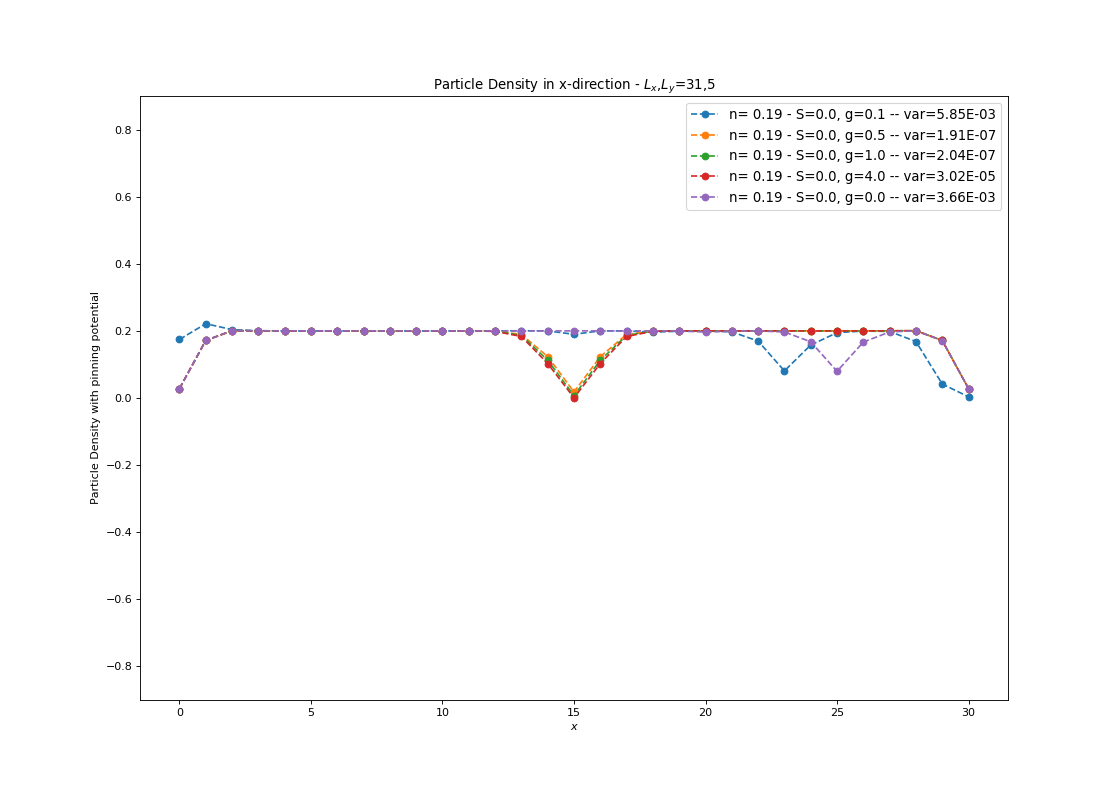 Particle Density in x-direction - $L_x$,$L_y$=31,5
n= 0.19 - S=0.0, g=0.1 -- var=5.85E-03
n= 0.19 - S=0.0, g=0.5 -- var=1.91E-07
n= 0.19 - S=0.0, g=1.0 -- var=2.04E-07
n= 0.19 - S=0.0, g=4.0 -- var=3.02E-05
n= 0.19 - S=0.0, g=0.0 -- var=3.66E-03
Particle Density with pinning potential
0.8
0.6
0.4
0.2
0.0
−0.2
−0.4
−0.6
−0.8
0 5 10 15 20 25 30
x